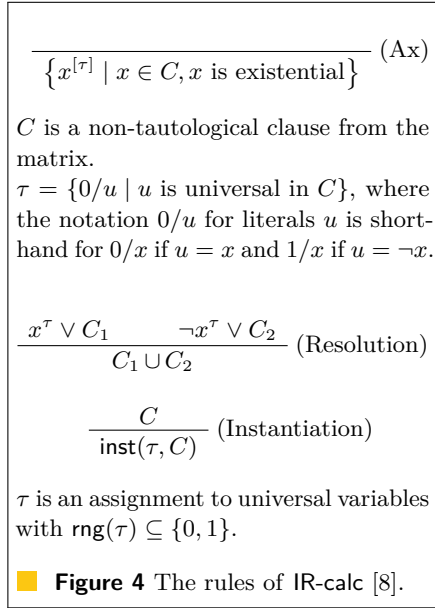 {x^[τ] | x ∈ C, x is existential} (Ax)
C is a non-tautological clause from the
matrix.
τ = {0/u | u is universal in C}, where
the notation 0/u for literals u is short-
hand for 0/x if u = x and 1/x if u = ¬x.
x^τ ∨ C₁ ¬x^τ ∨ C₂
C₁ ∪ C₂ (Resolution)
C
inst(τ, C) (Instantiation)
τ is an assignment to universal variables
with rng(τ) ⊆ {0, 1}.
Figure 4 The rules of IR-calc [8].